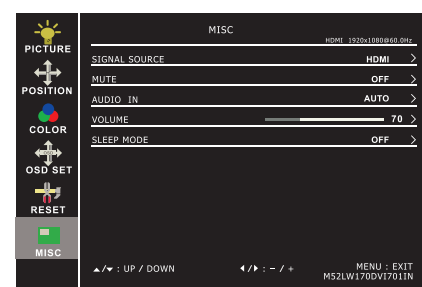 MISC
HDMI 1920x1080@60.0Hz
PICTURE
SIGNAL SOURCE HDMI >
MUTE OFF >
POSITION
AUDIO IN AUTO >
VOLUME 70 >
COLOR
SLEEP MODE OFF >
OSD
OSD SET
RESET
MISC
▲/▼ : UP / DOWN ◀/▶ : – / + MENU : EXIT
M52LW170DVI701IN